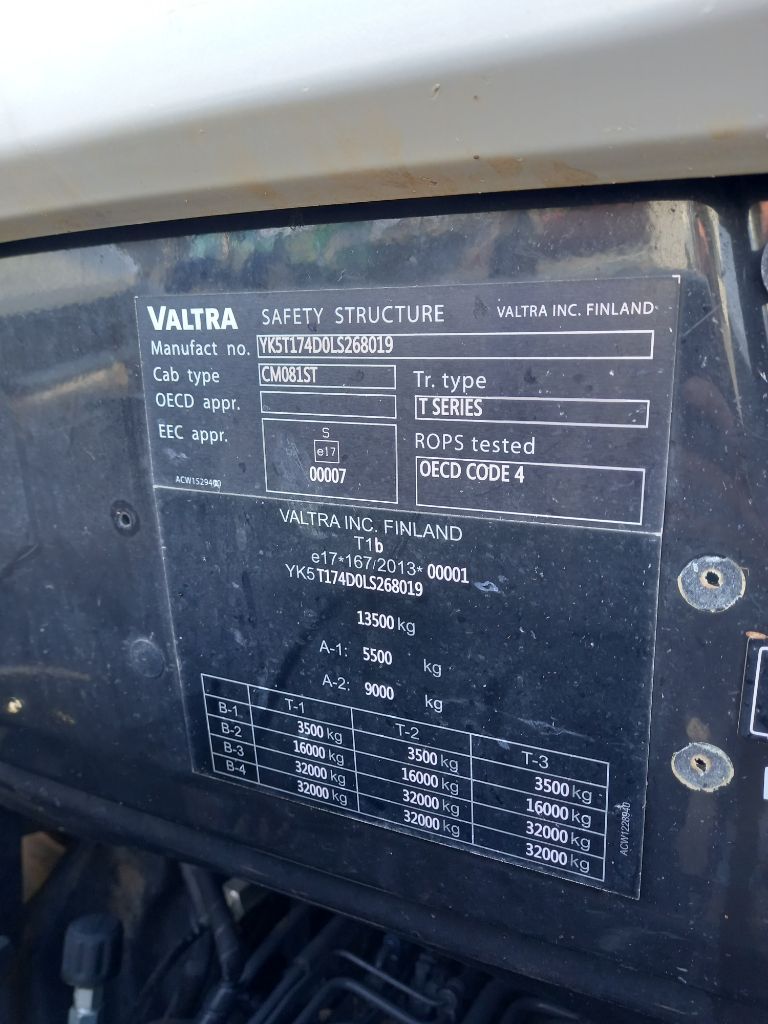 VALTRA SAFETY STRUCTURE VALTRA INC. FINLAND
Manufact no. YK5T174D0LS268019
Cab type CM081ST Tr. type
OECD appr. T SERIES
EEC appr. S ROPS tested
e17 OECD CODE 4
00007
ACW1529400
VALTRA INC. FINLAND
T1b
e17*167/2013*00001
YK5T174D0LS268019
13500 kg
A-1: 5500 kg
A-2: 9000 kg
T-1 T-2 T-3
B-1 3500 kg 3500 kg 3500 kg
B-2 16000 kg 16000 kg 16000 kg
B-3 32000 kg 32000 kg 32000 kg
B-4 32000 kg 32000 kg 32000 kg
ACW1228940